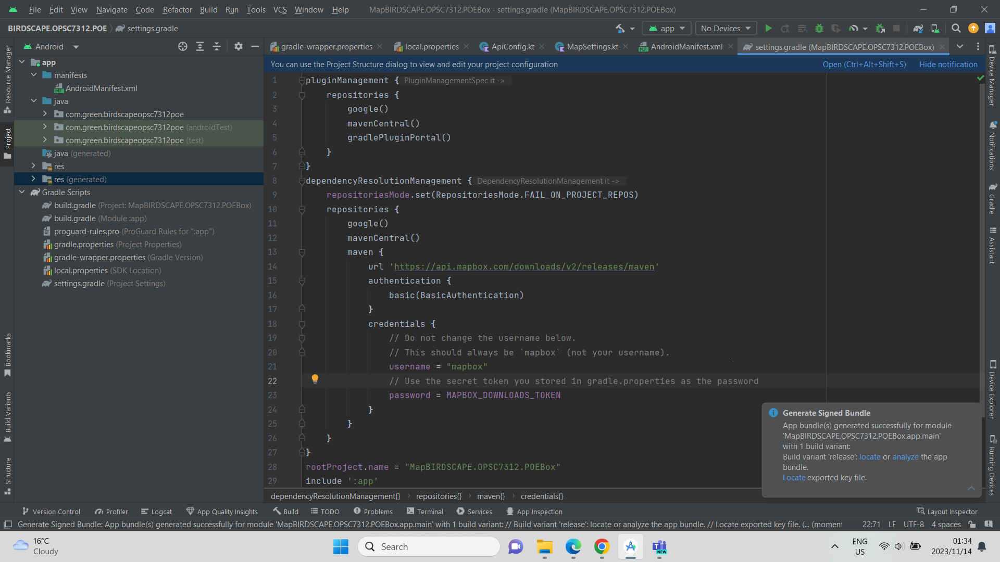 File Edit View Navigate Code Refactor Build Run Tools VCS Window Help MapBIRDSCAPE.OPSC7312.POEBox - settings.gradle (MapBIRDSCAPE.OPSC7312.POEBox)
BIRDSCAPE.OPSC7312.POE settings.gradle app No Devices
Android
gradle-wrapper.properties local.properties ApiConfig.kt MapSettings.kt AndroidManifest.xml settings.gradle (MapBIRDSCAPE.OPSC7312.POEBox)
You can use the Project Structure dialog to view and edit your project configuration Open (Ctrl+Alt+Shift+S) Hide notification
Resource Manager
Project
Bookmarks
Build Variants
Structure
app
manifests
AndroidManifest.xml
java
com.green.birdscapeopsc7312poe
com.green.birdscapeopsc7312poe (androidTest)
com.green.birdscapeopsc7312poe (test)
java (generated)
res
res (generated)
Gradle Scripts
build.gradle (Project: MapBIRDSCAPE.OPSC7312.POEBox)
build.gradle (Module :app)
proguard-rules.pro (ProGuard Rules for ":app")
gradle.properties (Project Properties)
gradle-wrapper.properties (Gradle Version)
local.properties (SDK Location)
settings.gradle (Project Settings)
1 pluginManagement { PluginManagementSpec it ->
2 repositories {
3 google()
4 mavenCentral()
5 gradlePluginPortal()
6 }
7 }
8 dependencyResolutionManagement { DependencyResolutionManagement it ->
9 repositoriesMode.set(RepositoriesMode.FAIL_ON_PROJECT_REPOS)
10 repositories {
11 google()
12 mavenCentral()
13 maven {
14 url 'https://api.mapbox.com/downloads/v2/releases/maven'
15 authentication {
16 basic(BasicAuthentication)
17 }
18 credentials {
19 // Do not change the username below.
20 // This should always be `mapbox` (not your username).
21 username = "mapbox"
22 // Use the secret token you stored in gradle.properties as the password
23 password = MAPBOX_DOWNLOADS_TOKEN
24 }
25 }
26 }
27 }
28 rootProject.name = "MapBIRDSCAPE.OPSC7312.POEBox"
29 include ':app'
Device Manager
Notifications
Gradle
Assistant
Device Explorer
Running Devices
Generate Signed Bundle
App bundle(s) generated successfully for module
'MapBIRDSCAPE.OPSC7312.POEBox.app.main'
with 1 build variant:
Build variant 'release': locate or analyze the app
bundle.
Locate exported key file.
dependencyResolutionManagement{} repositories{} maven{} credentials{}
Version Control Profiler Logcat App Quality Insights Build TODO Problems Terminal Services App Inspection Layout Inspector
Generate Signed Bundle: App bundle(s) generated successfully for module 'MapBIRDSCAPE.OPSC7312.POEBox.app.main' with 1 build variant: // Build variant 'release': locate or analyze the app bundle. // Locate exported key file. (... (momen 22:71 LF UTF-8 4 spaces
16°C
Cloudy
Search
NEW
ENG
US
01:34
2023/11/14